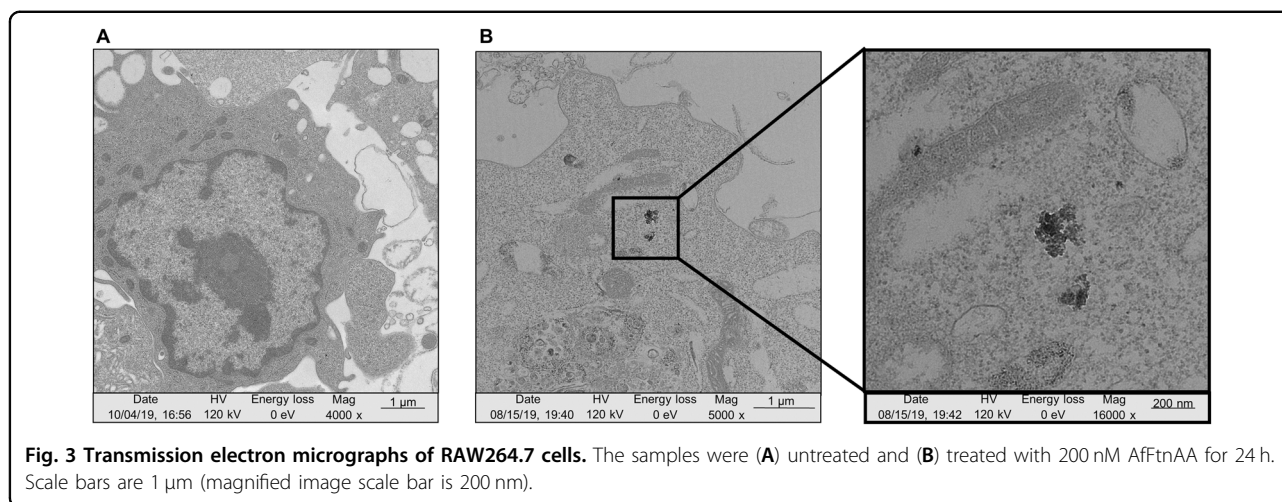 A
B
Date HV Energy loss Mag 1 µm
10/04/19, 16:56 120 kV 0 eV 4000 x
Date HV Energy loss Mag 1 µm
08/15/19, 19:40 120 kV 0 eV 5000 x
Date HV Energy loss Mag 200 nm
08/15/19, 19:42 120 kV 0 eV 16000 x
Fig. 3 Transmission electron micrographs of RAW264.7 cells. The samples were (A) untreated and (B) treated with 200 nM AfFtnAA for 24 h.
Scale bars are 1 µm (magnified image scale bar is 200 nm).